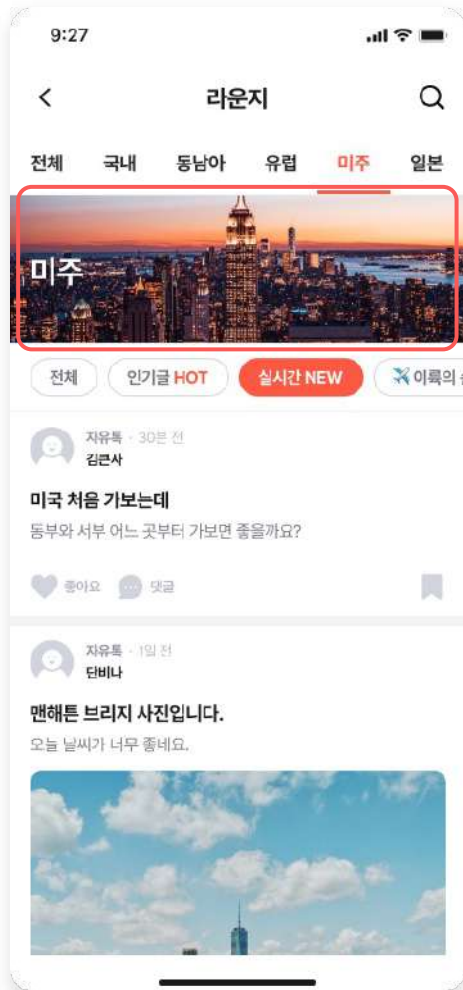 9:27
라운지
전체 국내 동남아 유럽 미주 일본
미주
전체 인기글 HOT 실시간 NEW 이륙의
자유톡 · 30분 전
김큰사
미국 처음 가보는데
동부와 서부 어느 곳부터 가보면 좋을까요?
좋아요 댓글
자유톡 · 1일 전
단비나
맨해튼 브리지 사진입니다.
오늘 날씨가 너무 좋네요.